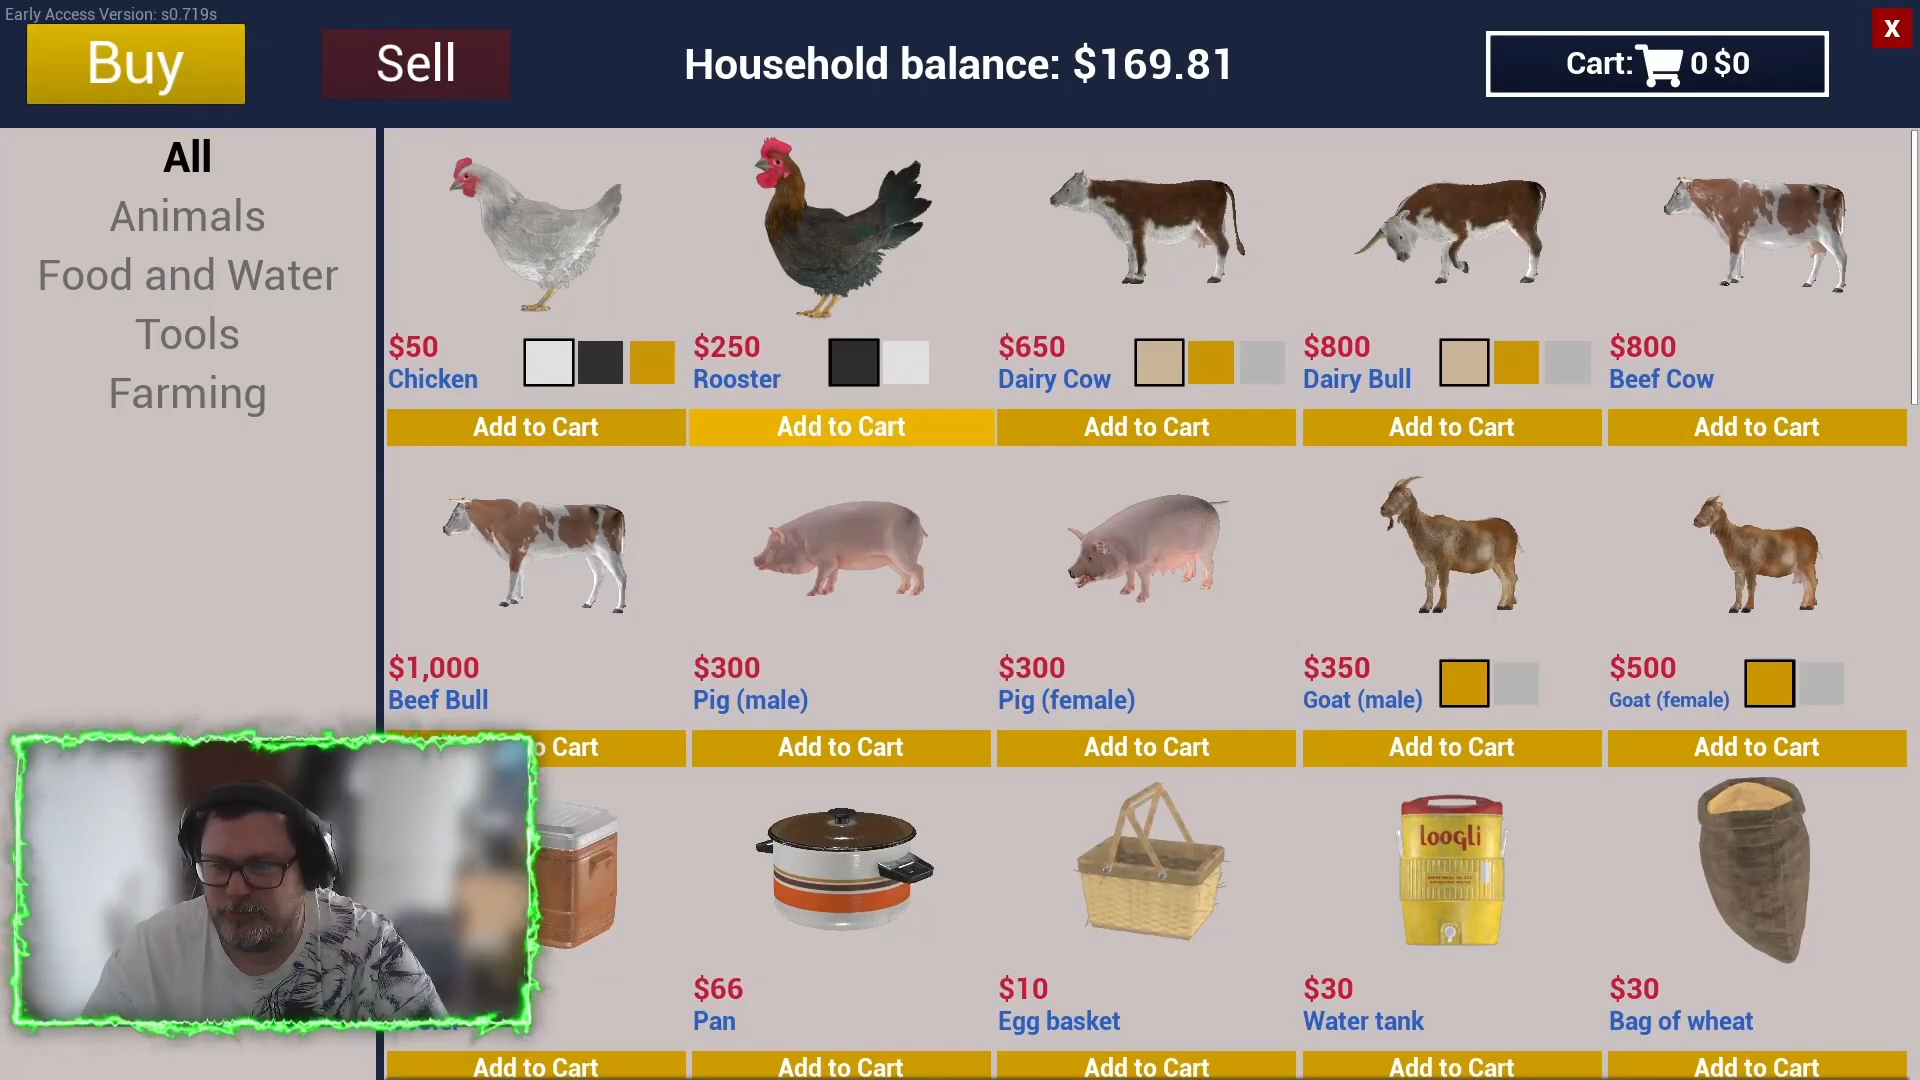 Early Access Version: s0.719s
Buy
Sell
Household balance: $169.81
Cart: 0 $0
X
All
Animals
Food and Water
Tools
Farming
$50
Chicken
$250
Rooster
$650
Dairy Cow
$800
Dairy Bull
$800
Beef Cow
Add to Cart
Add to Cart
Add to Cart
Add to Cart
Add to Cart
$1,000
Beef Bull
$300
Pig (male)
$300
Pig (female)
$350
Goat (male)
$500
Goat (female)
Cart
Add to Cart
Add to Cart
Add to Cart
Add to Cart
looqli
$66
Pan
$10
Egg basket
$30
Water tank
$30
Bag of wheat
Add to Cart
Add to Cart
Add to Cart
Add to Cart
Add to Cart